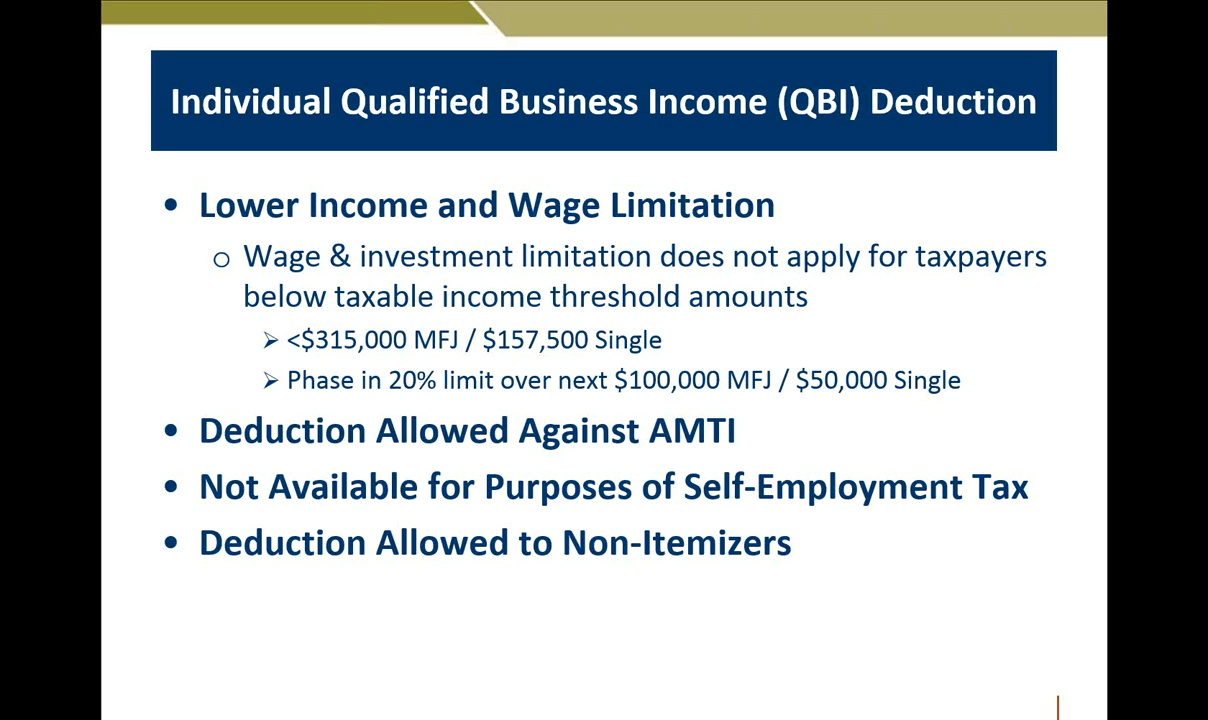 Individual Qualified Business Income (QBI) Deduction
• Lower Income and Wage Limitation
o Wage & investment limitation does not apply for taxpayers
below taxable income threshold amounts
➢ <$315,000 MFJ / $157,500 Single
➢ Phase in 20% limit over next $100,000 MFJ / $50,000 Single
• Deduction Allowed Against AMTI
• Not Available for Purposes of Self-Employment Tax
• Deduction Allowed to Non-Itemizers